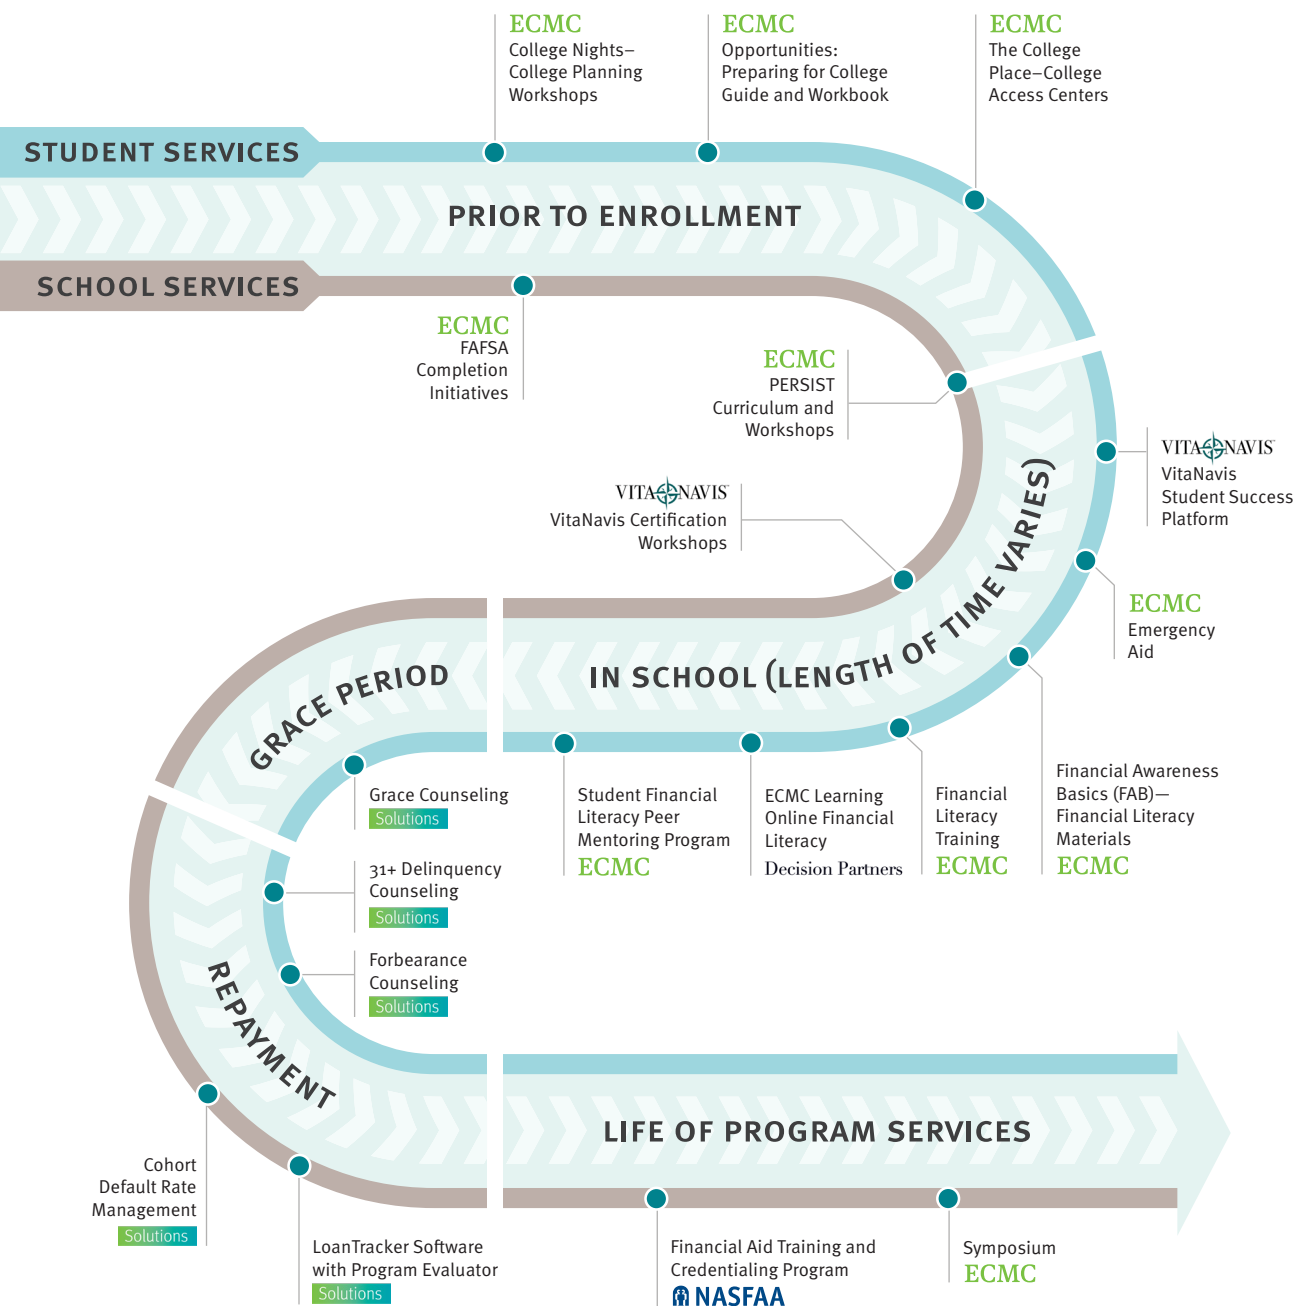 ECMC
College Nights–
College Planning
Workshops
ECMC
Opportunities:
Preparing for College
Guide and Workbook
ECMC
The College
Place–College
Access Centers
STUDENT SERVICES
PRIOR TO ENROLLMENT
SCHOOL SERVICES
ECMC
FAFSA
Completion
Initiatives
ECMC
PERSIST
Curriculum and
Workshops
VITA NAVIS
VitaNavis
Student Success
Platform
VITA NAVIS
VitaNavis Certification
Workshops
ECMC
Emergency
Aid
IN SCHOOL (LENGTH OF TIME VARIES)
GRACE PERIOD
Grace Counseling
Solutions
Student Financial
Literacy Peer
Mentoring Program
ECMC
ECMC Learning
Online Financial
Literacy
Decision Partners
Financial
Literacy
Training
ECMC
Financial Awareness
Basics (FAB)—
Financial Literacy
Materials
ECMC
31+ Delinquency
Counseling
Solutions
Forbearance
Counseling
Solutions
REPAYMENT
LIFE OF PROGRAM SERVICES
Cohort
Default Rate
Management
Solutions
LoanTracker Software
with Program Evaluator
Solutions
Financial Aid Training and
Credentialing Program
NASFAA
Symposium
ECMC